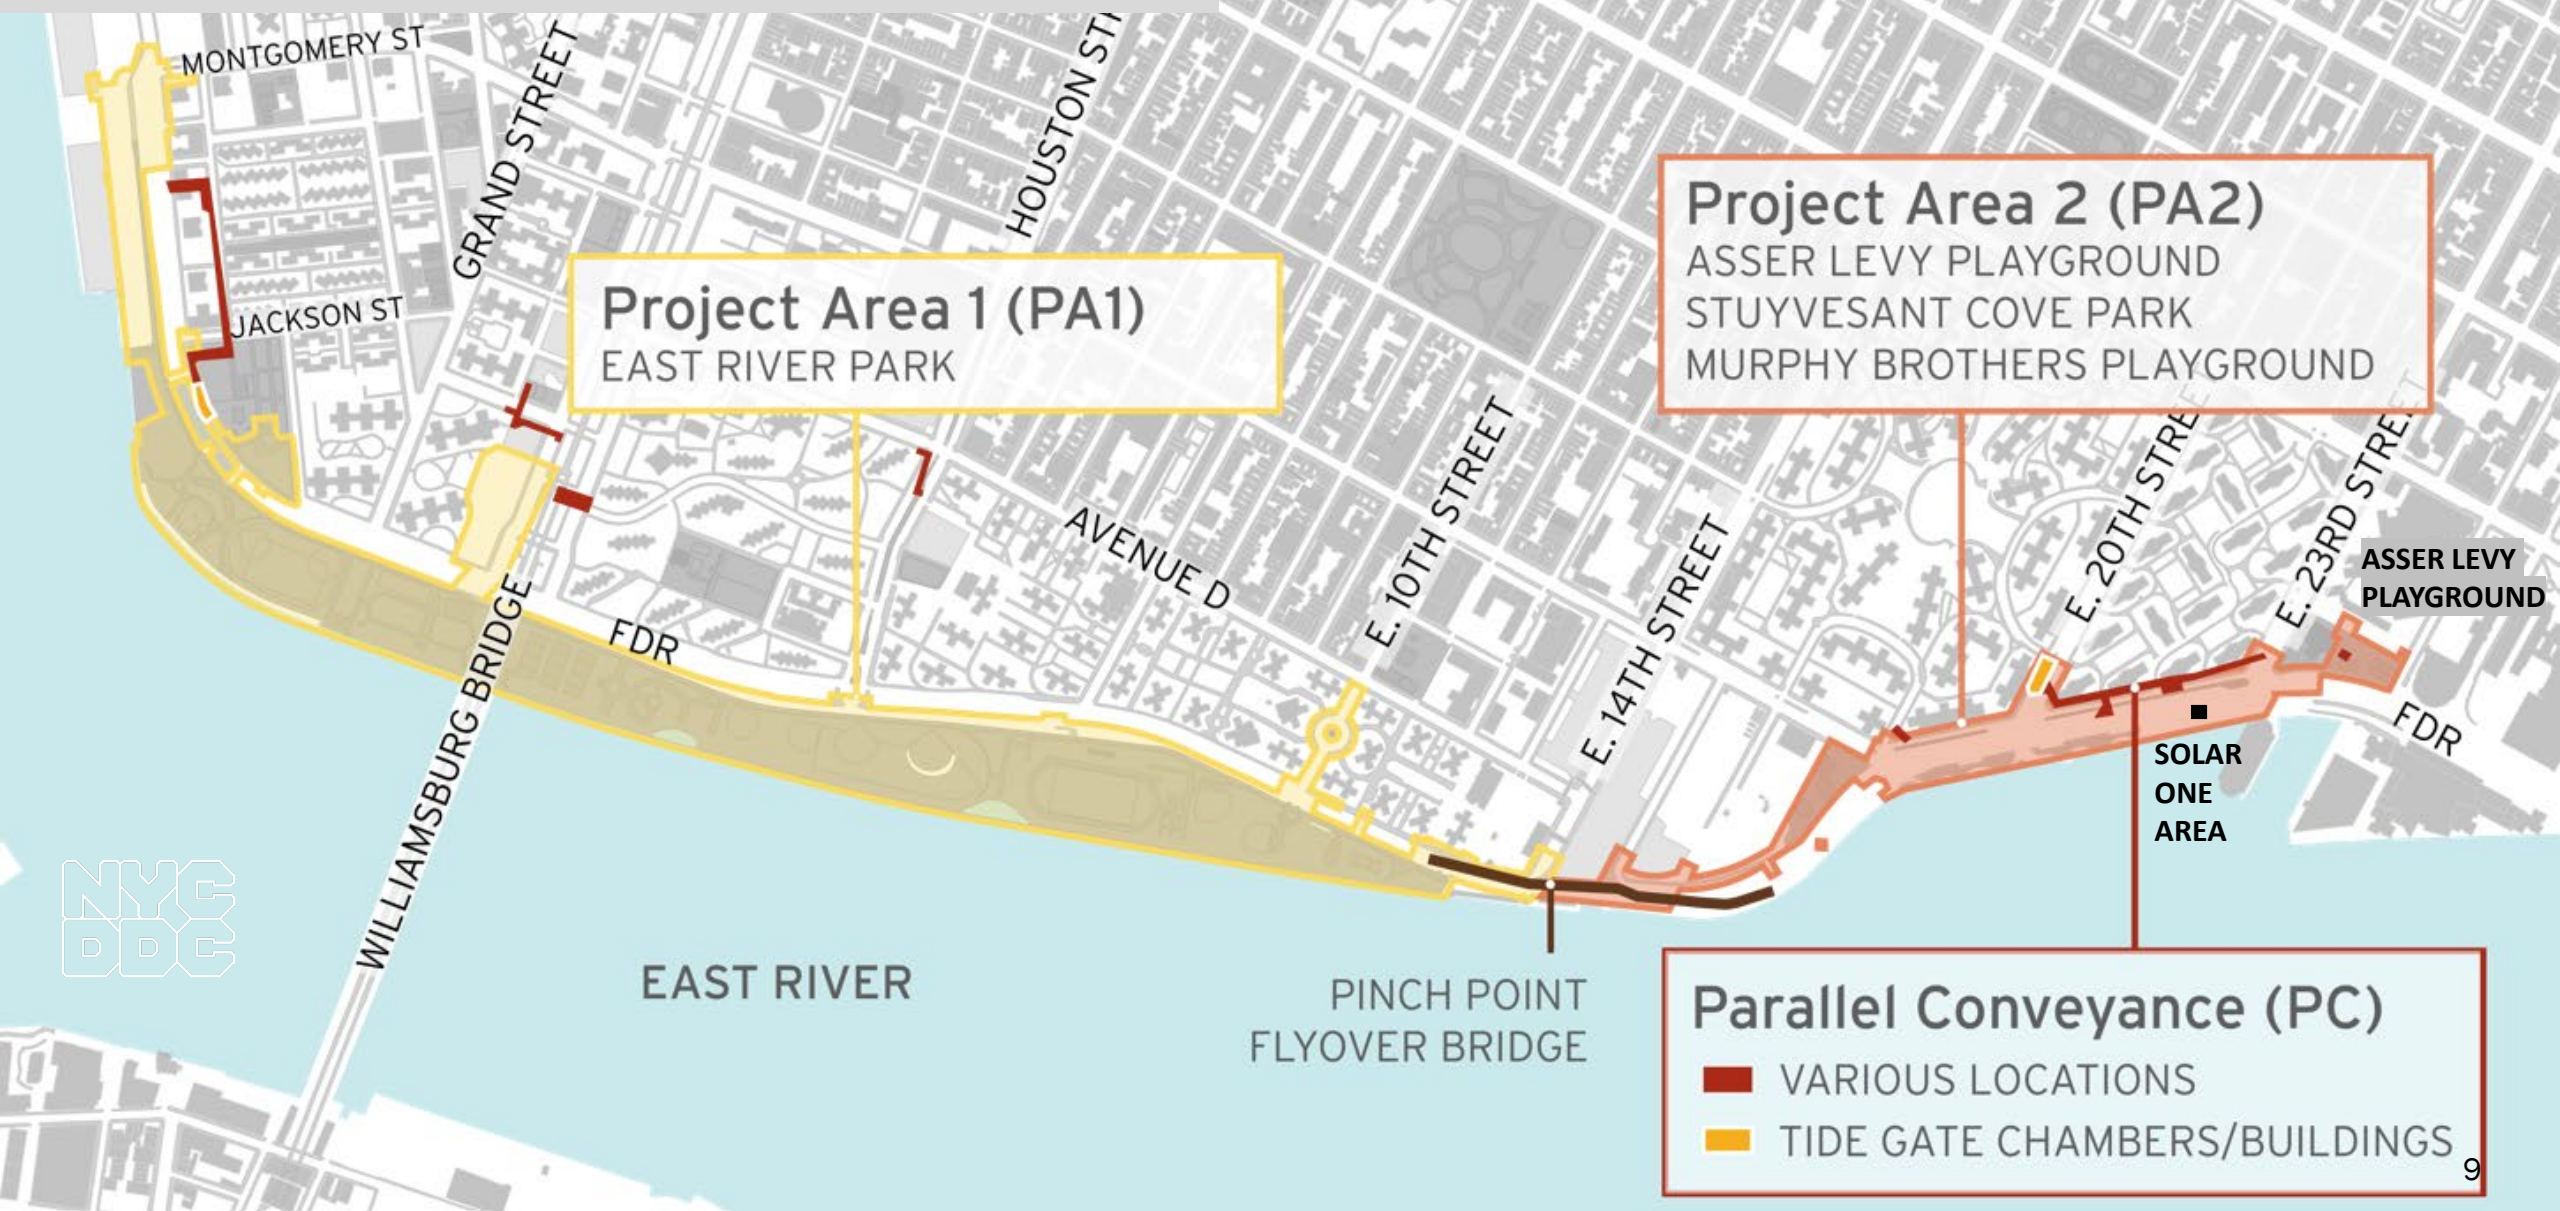 MONTGOMERY ST
GRAND STREET
HOUSTON ST
JACKSON ST
Project Area 1 (PA1)
EAST RIVER PARK
Project Area 2 (PA2)
ASSER LEVY PLAYGROUND
STUYVESANT COVE PARK
MURPHY BROTHERS PLAYGROUND
AVENUE D
E. 10TH STREET
E. 14TH STREET
E. 20TH STREE
E. 23RD STREET
ASSER LEVY
PLAYGROUND
FDR
FDR
SOLAR
ONE
AREA
WILLIAMSBURG BRIDGE
NYC
DDC
EAST RIVER
PINCH POINT
FLYOVER BRIDGE
Parallel Conveyance (PC)
VARIOUS LOCATIONS
TIDE GATE CHAMBERS/BUILDINGS
9